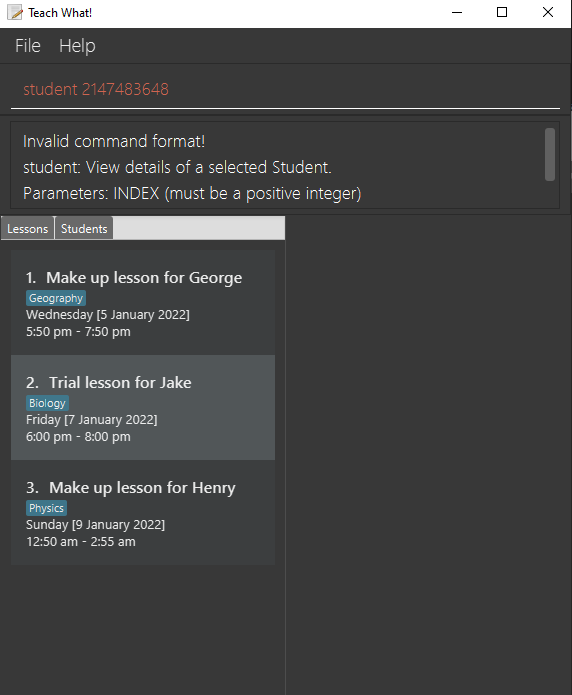 Teach What!
File Help
student 2147483648
Invalid command format!
student: View details of a selected Student.
Parameters: INDEX (must be a positive integer)
Lessons Students
1. Make up lesson for George
Geography
Wednesday [5 January 2022]
5:50 pm - 7:50 pm
2. Trial lesson for Jake
Biology
Friday [7 January 2022]
6:00 pm - 8:00 pm
3. Make up lesson for Henry
Physics
Sunday [9 January 2022]
12:50 am - 2:55 am